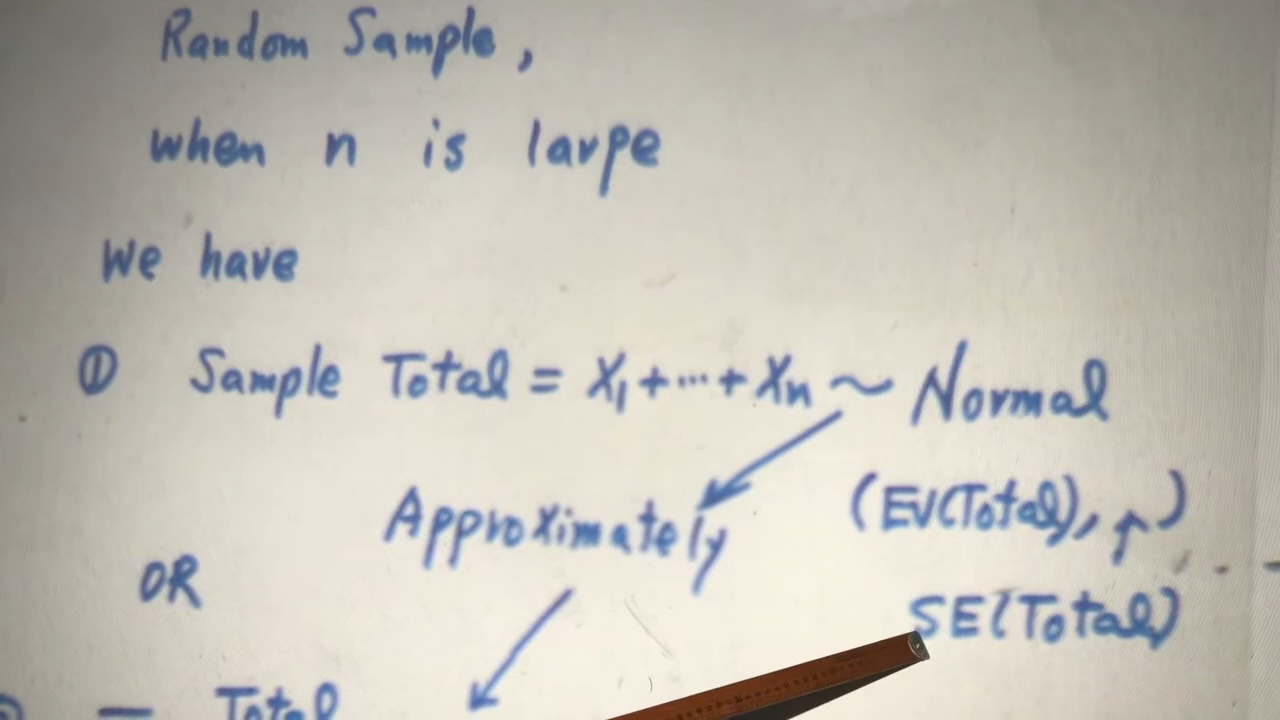 Random Sample,
when n is large
We have
① Sample Total = X₁ + ... + Xn ~ Normal
Approximately (EV(Total), ↑)
OR
SE(Total)
— Total